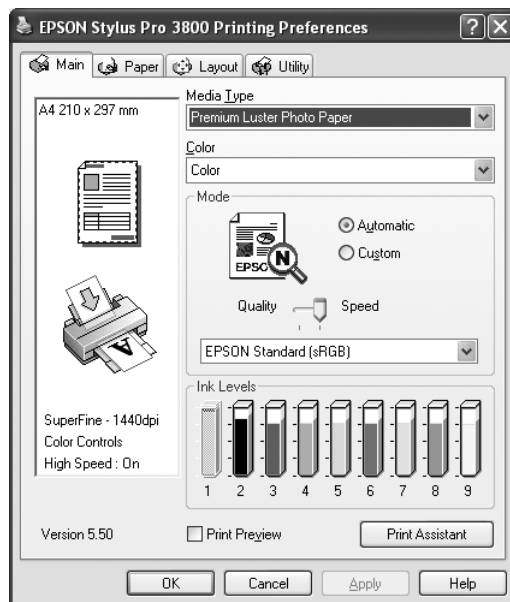 EPSON Stylus Pro 3800 Printing Preferences
Main
Paper
Layout
Utility
A4 210 x 297 mm
Media Type
Premium Luster Photo Paper
Color
Color
Mode
EPSO
N
Automatic
Custom
Quality
Speed
EPSON Standard (sRGB)
A
SuperFine - 1440dpi
Color Controls
High Speed : On
Ink Levels
1 2 3 4 5 6 7 8 9
Version 5.50
Print Preview
Print Assistant
OK
Cancel
Apply
Help